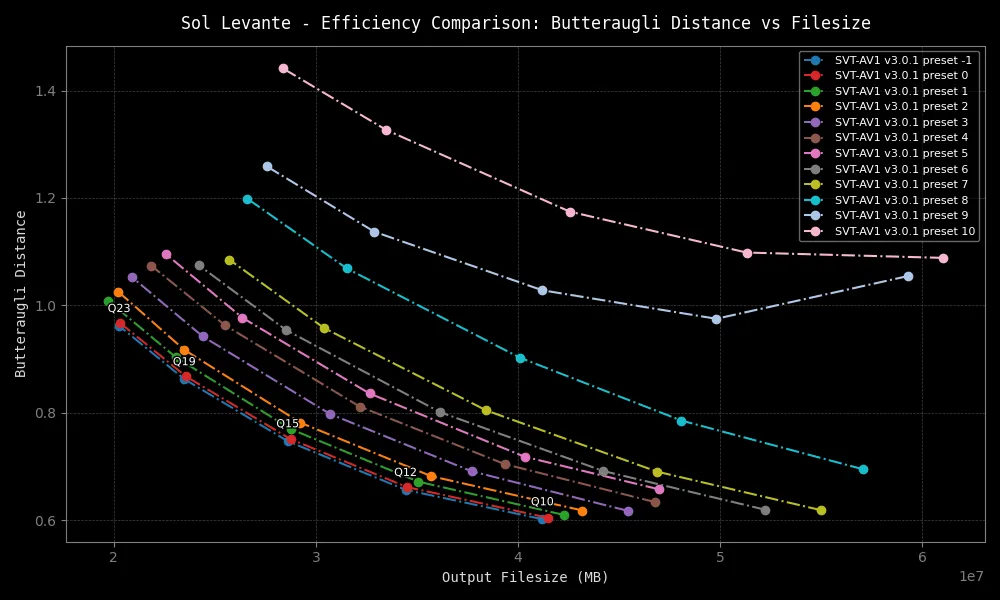 Sol Levante - Efficiency Comparison: Butteraugli Distance vs Filesize
SVT-AV1 v3.0.1 preset -1
SVT-AV1 v3.0.1 preset 0
SVT-AV1 v3.0.1 preset 1
SVT-AV1 v3.0.1 preset 2
SVT-AV1 v3.0.1 preset 3
SVT-AV1 v3.0.1 preset 4
SVT-AV1 v3.0.1 preset 5
SVT-AV1 v3.0.1 preset 6
SVT-AV1 v3.0.1 preset 7
SVT-AV1 v3.0.1 preset 8
SVT-AV1 v3.0.1 preset 9
SVT-AV1 v3.0.1 preset 10
Butteraugli Distance
1.4
1.2
1.0
0.8
0.6
Q23
Q19
Q15
Q12
Q10
2 3 4 5 6
1e7
Output Filesize (MB)